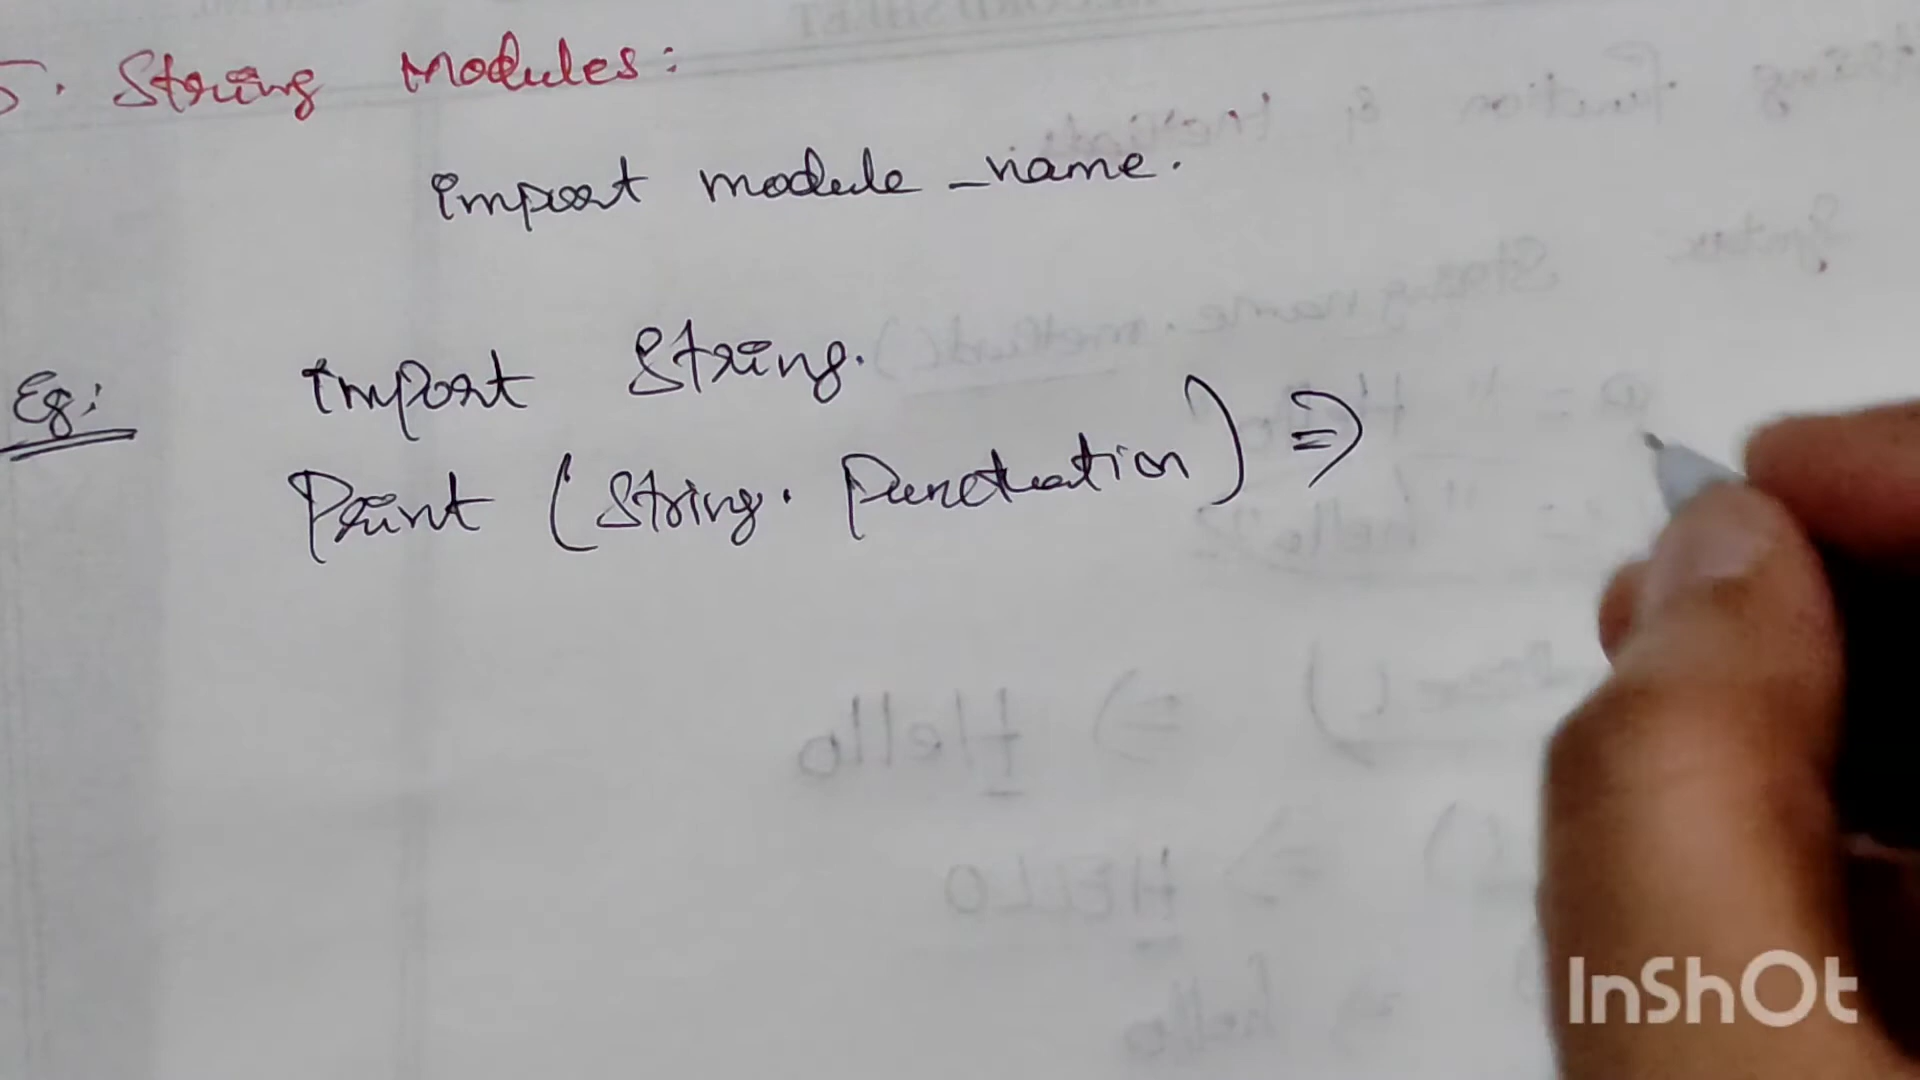 5. String Modules:
import module_name.
Eg: import String.
Print (String. Punctuation) ⇒
InShOt